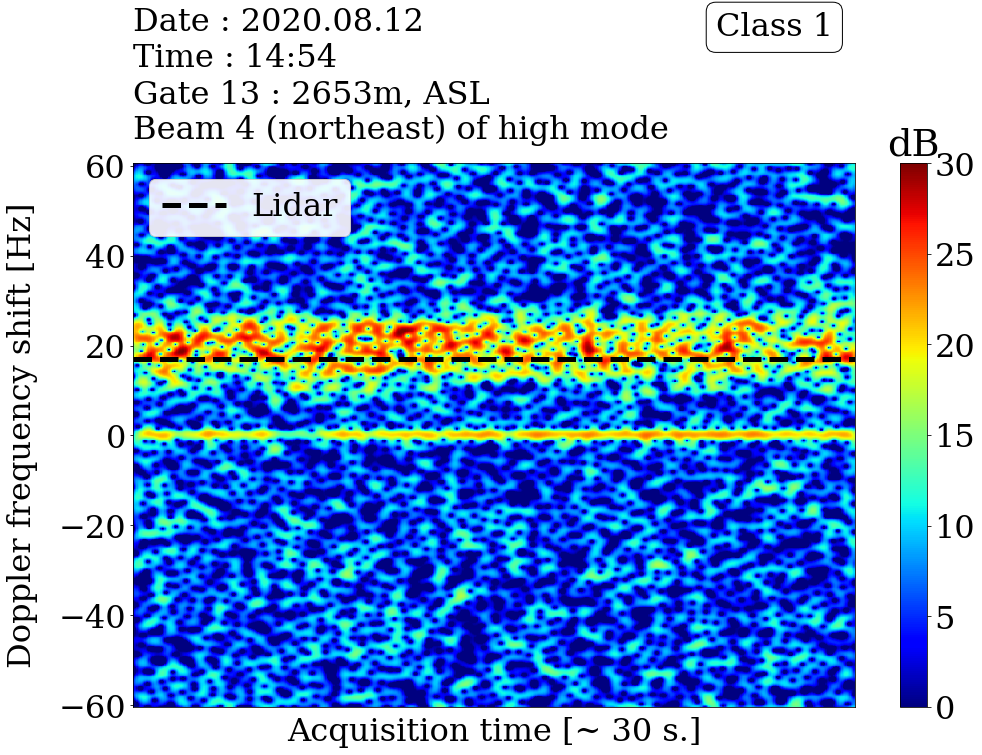 Date : 2020.08.12
Class 1
Time : 14:54
Gate 13 : 2653m, ASL
Beam 4 (northeast) of high mode
dB
60
40
20
0
−20
−40
−60
Doppler frequency shift [Hz]
Lidar
30
25
20
15
10
5
0
Acquisition time [~ 30 s.]